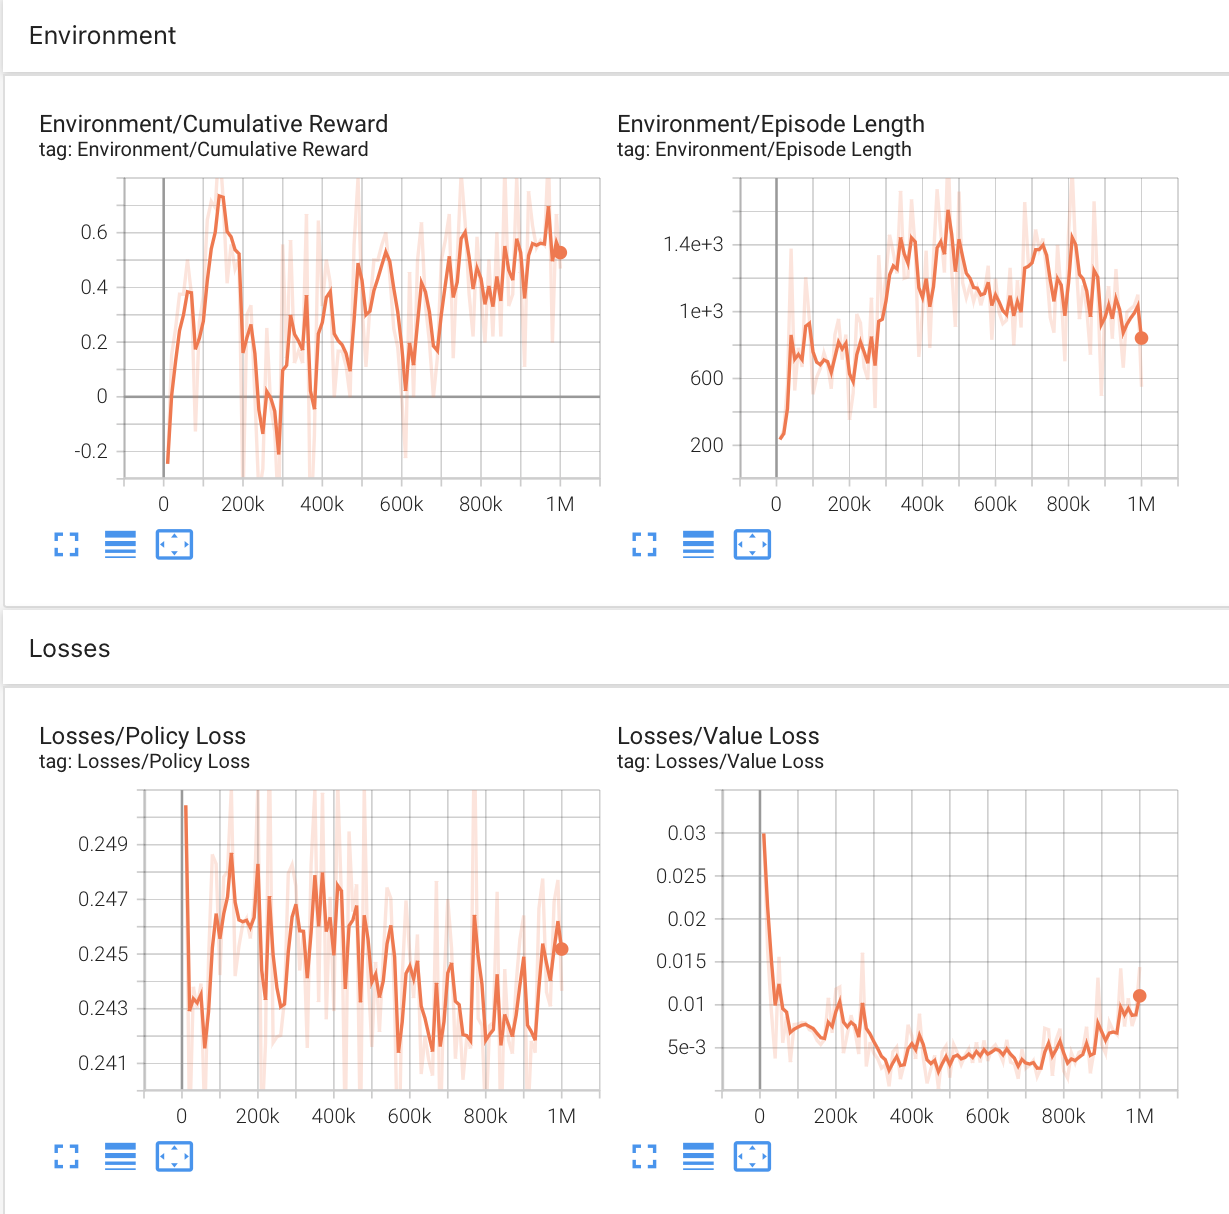 Environment
Environment/Cumulative Reward
tag: Environment/Cumulative Reward
0.6
0.4
0.2
0
-0.2
0 200k 400k 600k 800k 1M
Environment/Episode Length
tag: Environment/Episode Length
1.4e+3
1e+3
600
200
0 200k 400k 600k 800k 1M
Losses
Losses/Policy Loss
tag: Losses/Policy Loss
0.249
0.247
0.245
0.243
0.241
0 200k 400k 600k 800k 1M
Losses/Value Loss
tag: Losses/Value Loss
0.03
0.025
0.02
0.015
0.01
5e-3
0 200k 400k 600k 800k 1M